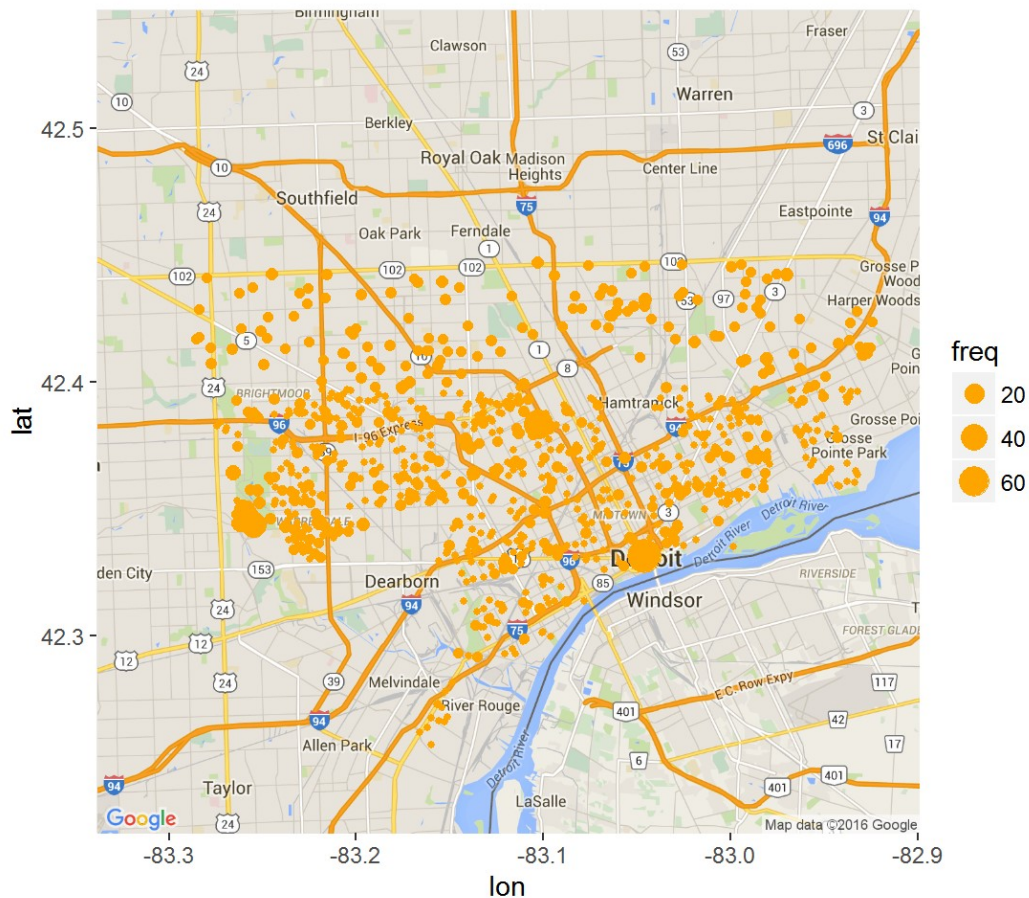 Birmingham
Clawson
Fraser
53
24
10
Warren
3
Berkley
42.5
St Clai
696
Royal Oak
Madison
Heights
10
Center Line
Southfield
75
24
Eastpointe
94
Oak Park
Ferndale
1
102
102
102
102
Grosse P
Wood
53
97
3
Harper Woods
5
10
1
8
G
Poin
freq
20
40
60
42.4
24
BRIGHTMOOR
Hamtramck
96
I-96 Express
94
Grosse Poi
39
Grosse
Pointe Park
75
lat
WARRENDALE
MIDTOWN
3
Detroit River
Detroit River
Detroit
96
den City
153
85
RIVERSIDE
Dearborn
94
Windsor
T
24
75
FOREST GLADE
42.3
12
12
24
39
Melvindale
E.C. Row Expy
117
River Rouge
401
42
94
Allen Park
17
Detroit River
6
401
94
Taylor
401
LaSalle
24
Google
Map data ©2016 Google
-83.3
-83.2
-83.1
-83.0
-82.9
lon